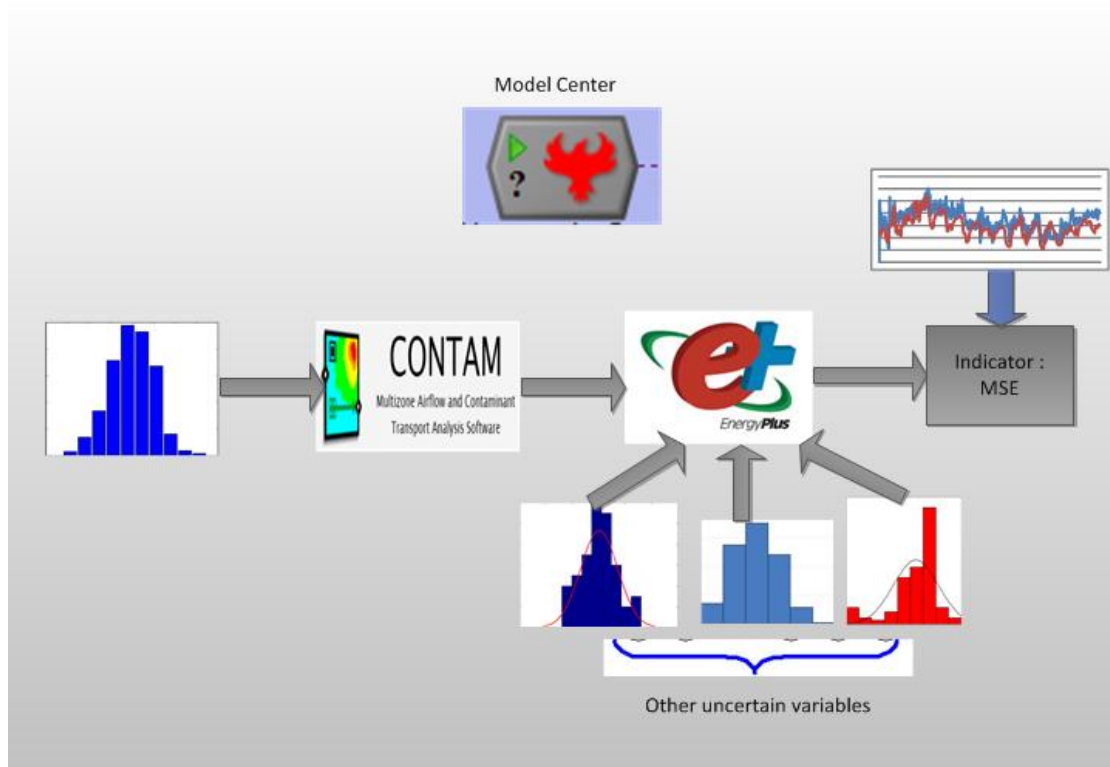 Model Center
?
Indicator :
MSE
CONTAM
Multizone Airflow and Contaminant
Transport Analysis Software
e+
EnergyPlus
Other uncertain variables